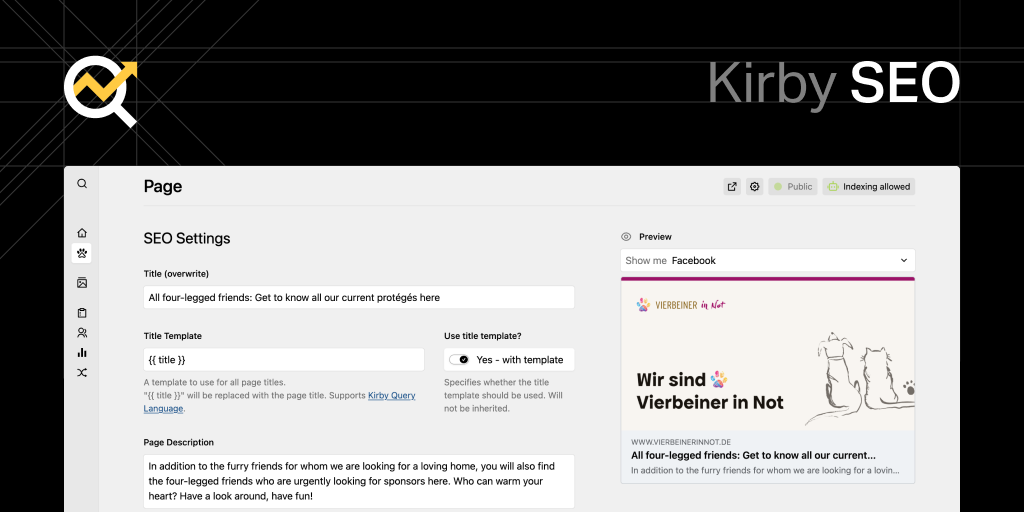 Kirby SEO
Page
Public
Indexing allowed
SEO Settings
Title (overwrite)
All four-legged friends: Get to know all our current protégés here
Title Template
{{ title }}
A template to use for all page titles.
"{{ title }}" will be replaced with the page title. Supports Kirby Query
Language.
Use title template?
Yes - with template
Specifies whether the title
template should be used. Will
not be inherited.
Page Description
In addition to the furry friends for whom we are looking for a loving home, you will also find
the four-legged friends who are urgently looking for sponsors here. Who can warm your
heart? Have a look around, have fun!
Preview
Show me Facebook
VIERBEINER in Not
Wir sind
Vierbeiner in Not
WWW.VIERBEINERINNOT.DE
All four-legged friends: Get to know all our current...
In addition to the furry friends for whom we are looking for a lovin...